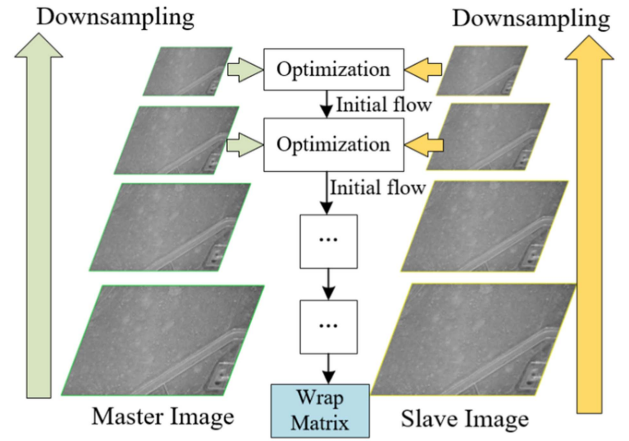 Downsampling
Downsampling
Optimization
Initial flow
Optimization
Initial flow
...
...
Wrap
Matrix
Master Image
Slave Image